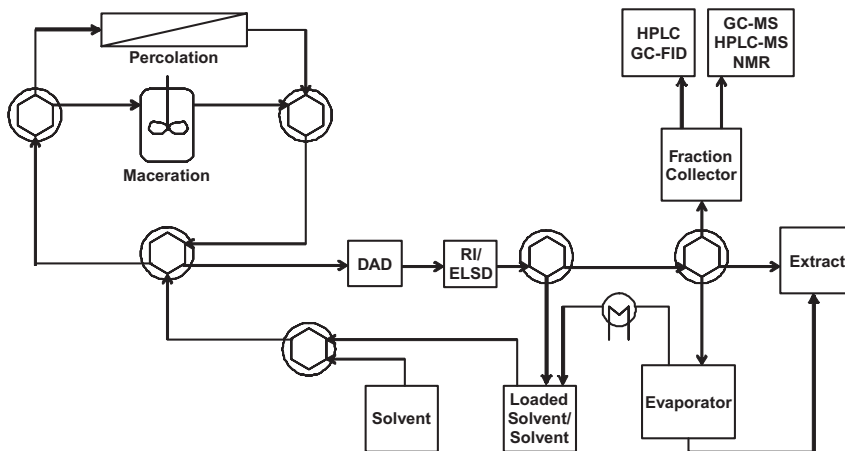 HPLC
GC-FID
GC-MS
HPLC-MS
NMR
Percolation
Maceration
Fraction
Collector
DAD
RI/
ELSD
Extract
Solvent
Loaded
Solvent/
Solvent
Evaporator